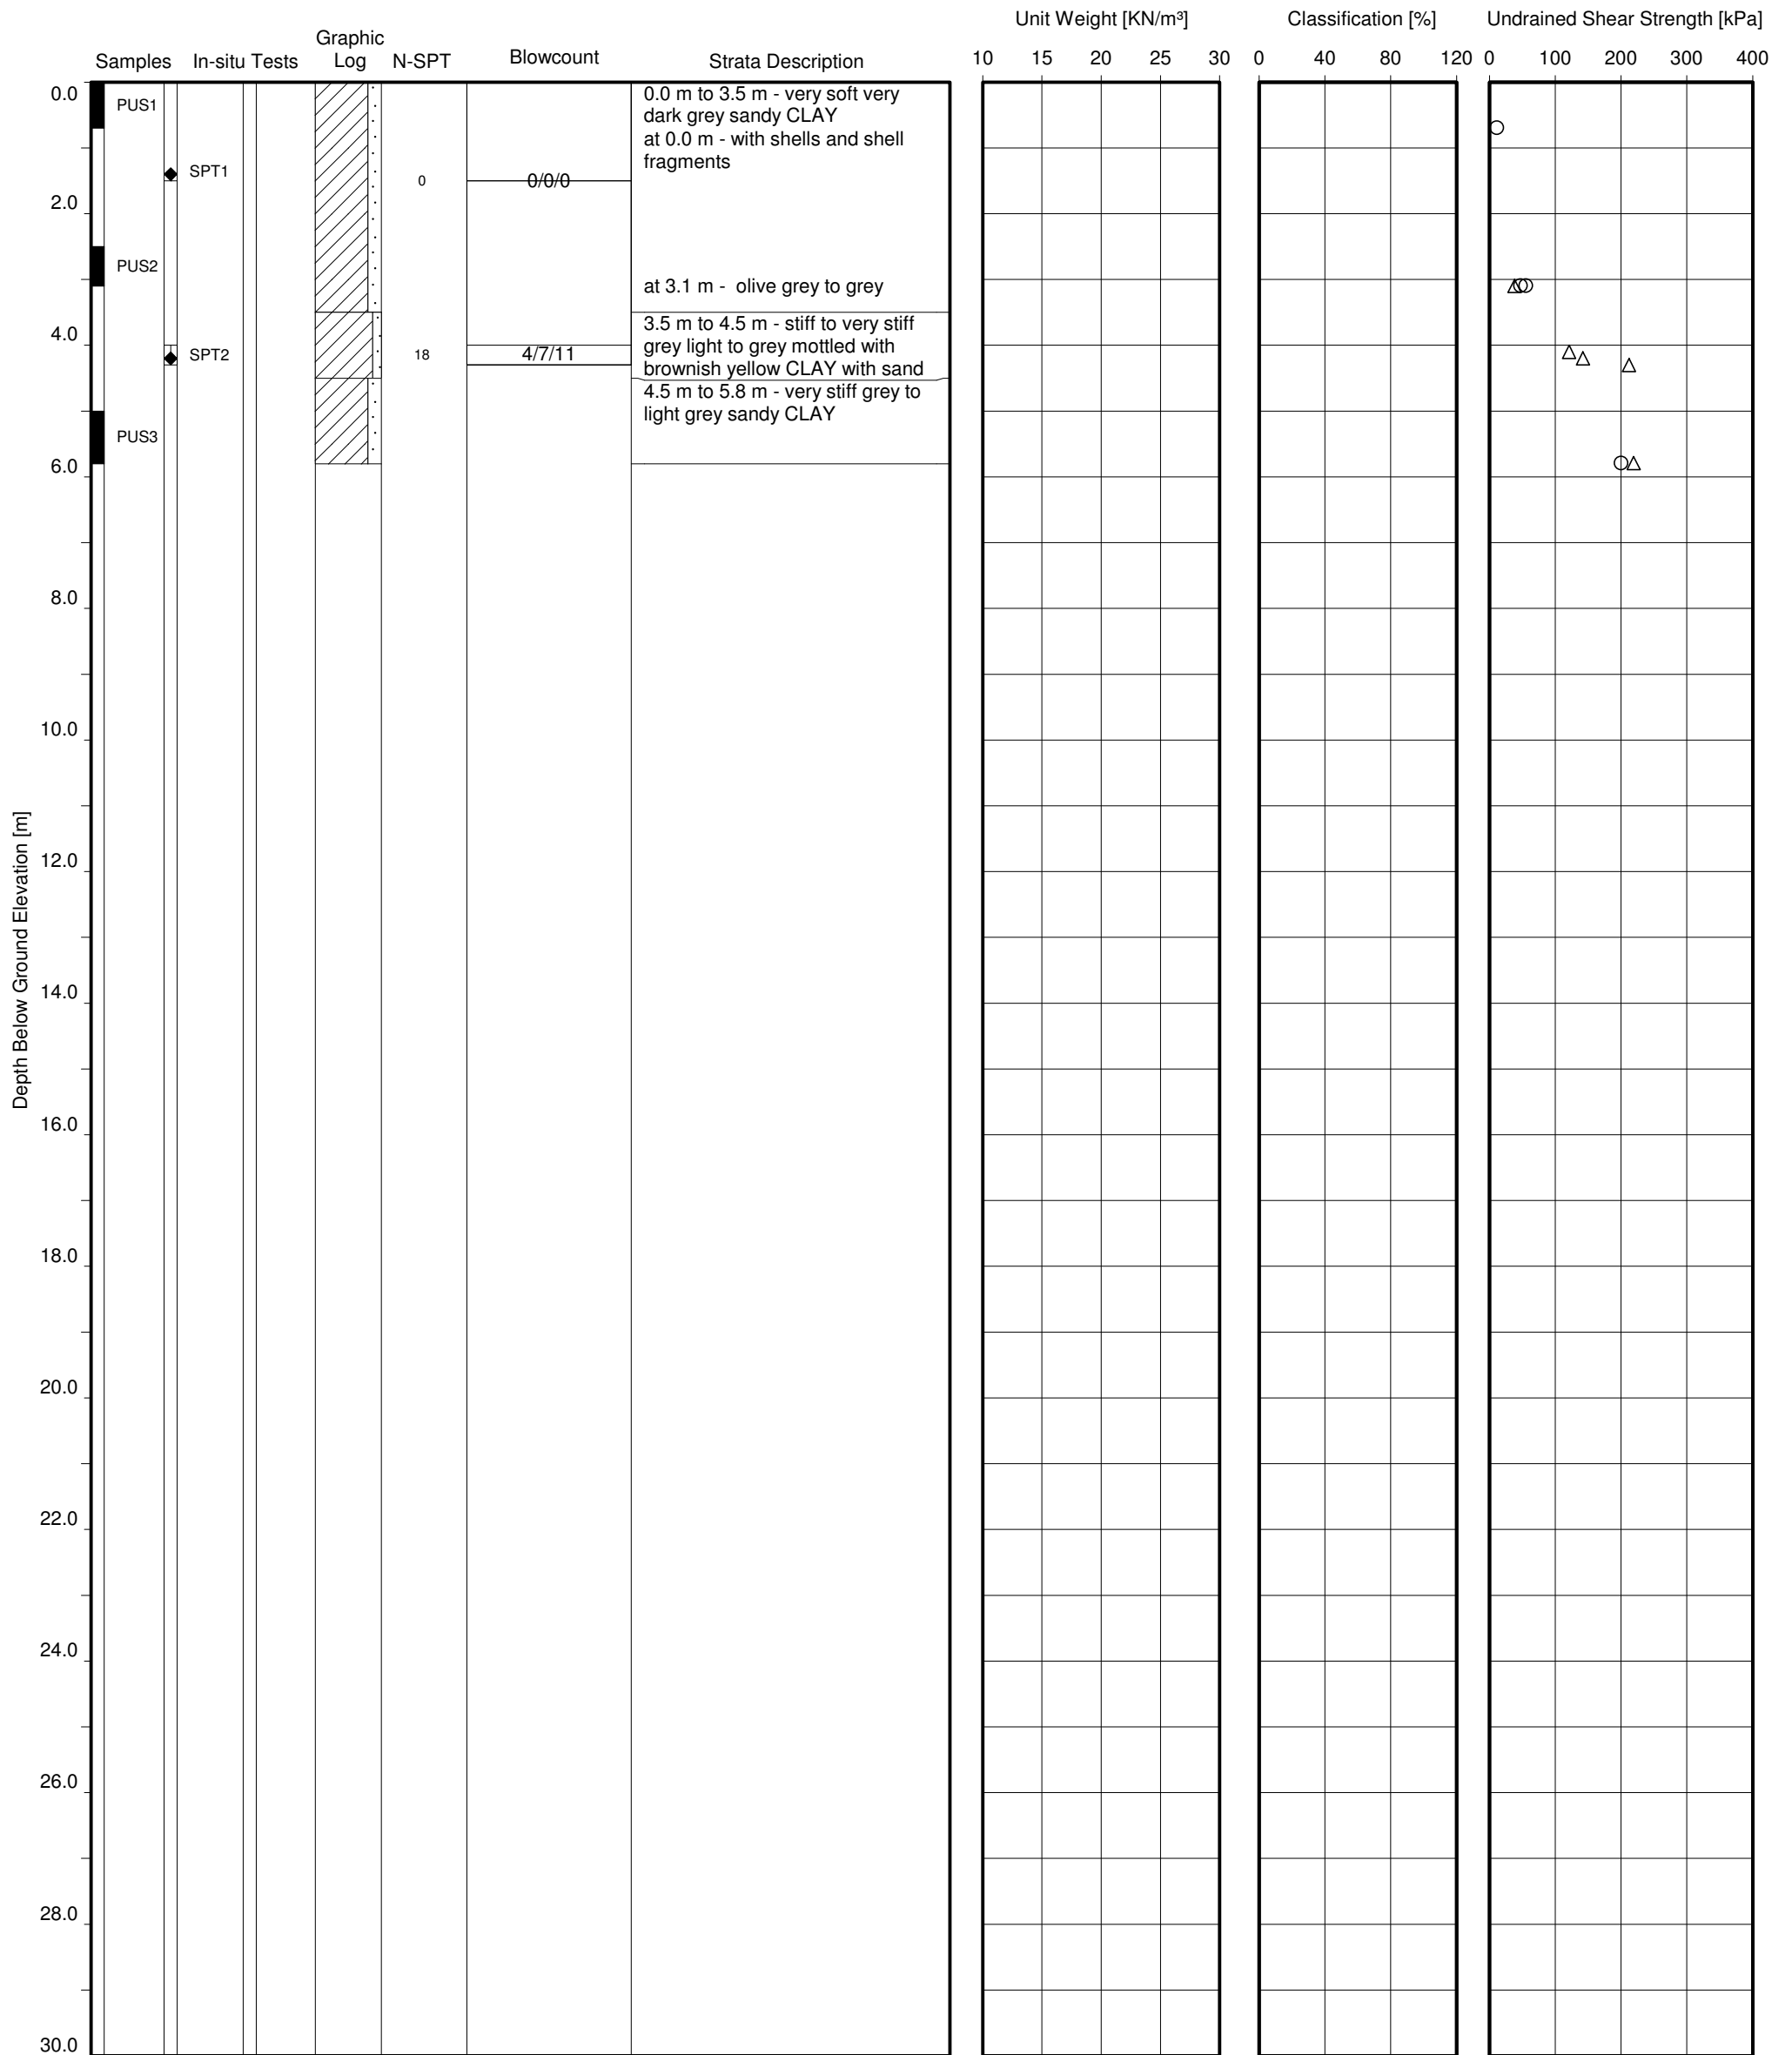 Unit Weight [KN/m³]
Classification [%]
Undrained Shear Strength [kPa]
Samples
In-situ Tests
Graphic
Log
N-SPT
Blowcount
Strata Description
10 15 20 25 30
0 40 80 120
0 100 200 300 400
0.0
PUS1
0.0 m to 3.5 m - very soft very
dark grey sandy CLAY
at 0.0 m - with shells and shell
fragments
SPT1
0
0/0/0
2.0
PUS2
at 3.1 m - olive grey to grey
4.0
3.5 m to 4.5 m - stiff to very stiff
grey light to grey mottled with
brownish yellow CLAY with sand
SPT2
18
4/7/11
4.5 m to 5.8 m - very stiff grey to
light grey sandy CLAY
PUS3
6.0
8.0
10.0
12.0
14.0
16.0
18.0
20.0
22.0
24.0
26.0
28.0
30.0
Depth Below Ground Elevation [m]